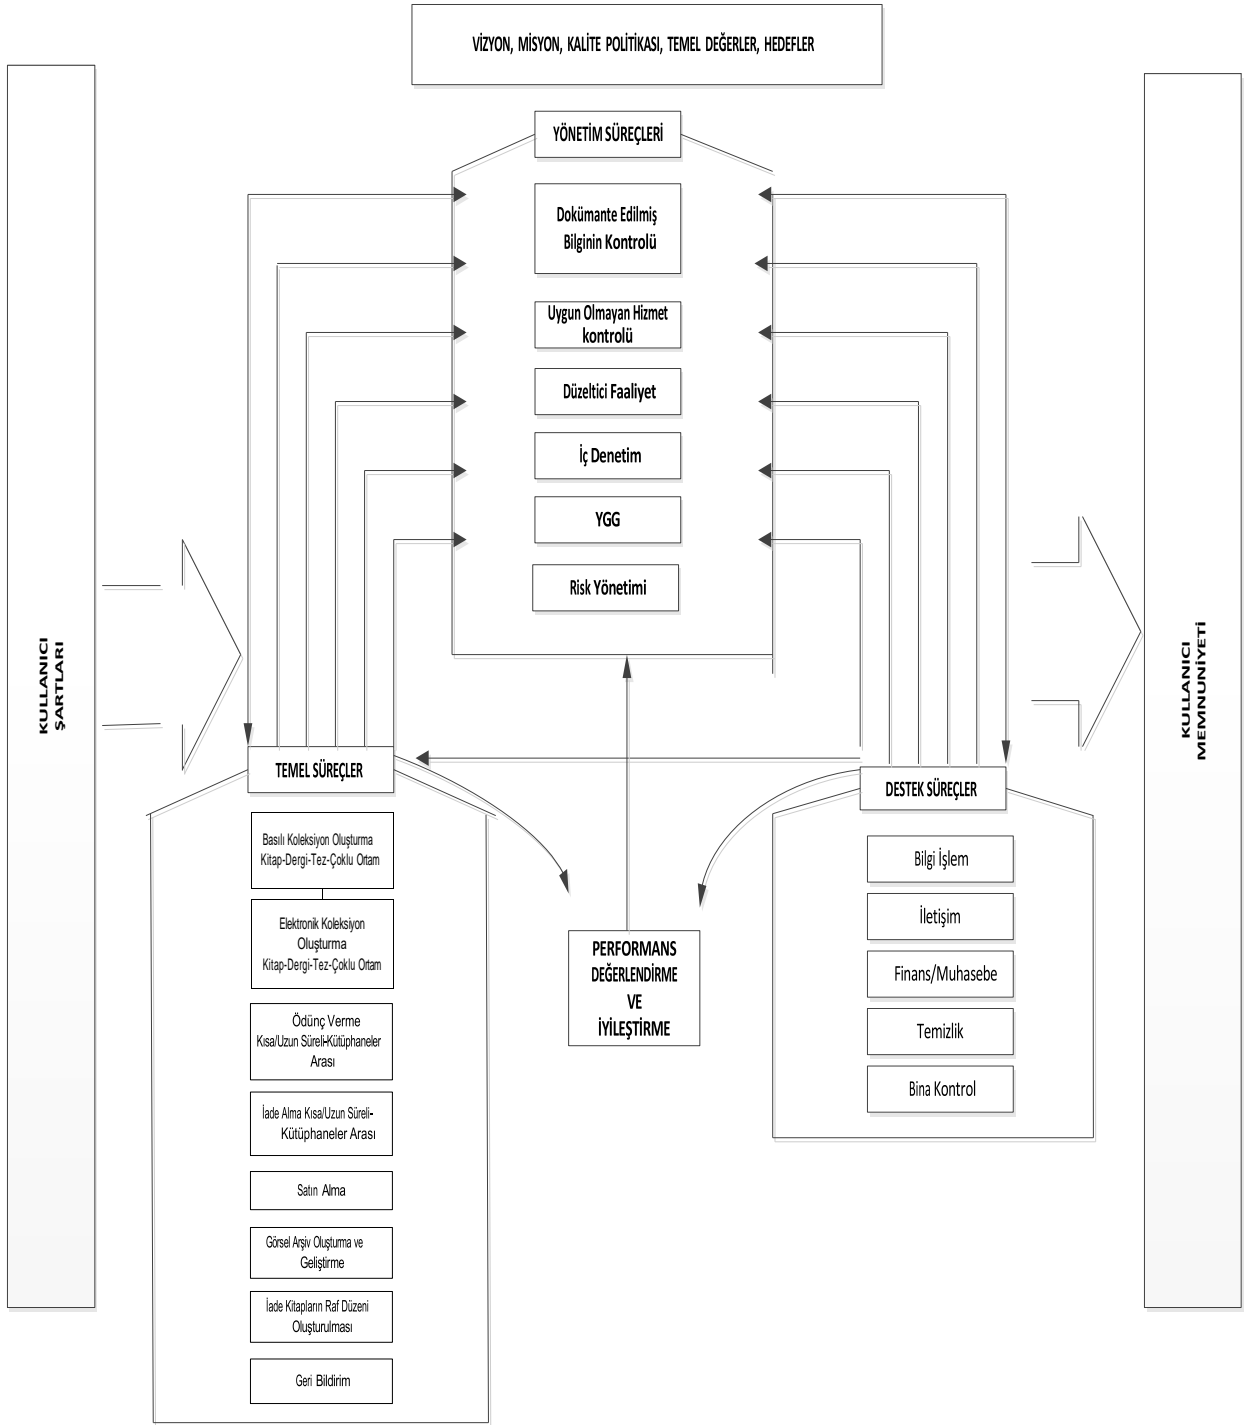 VİZYON, MİSYON, KALİTE POLİTİKASI, TEMEL DEĞERLER, HEDEFLER
YÖNETİM SÜREÇLERİ
Dokümante Edilmiş
Bilginin Kontrolü
Uygun Olmayan Hizmet
kontrolü
Düzeltici Faaliyet
İç Denetim
YGG
Risk Yönetimi
KULLANICI
ŞARTLARI
KULLANICI
MEMNUNİYETİ
TEMEL SÜREÇLER
Basılı Koleksiyon Oluşturma
Kitap-Dergi-Tez-Çoklu Ortam
Elektronik Koleksiyon
Oluşturma
Kitap-Dergi-Tez-Çoklu Ortam
Ödünç Verme
Kısa/Uzun Süreli-Kütüphaneler
Arası
İade Alma Kısa/Uzun Süreli-
Kütüphaneler Arası
Satın Alma
Görsel Arşiv Oluşturma ve
Geliştirme
İade Kitapların Raf Düzeni
Oluşturulması
Geri Bildirim
PERFORMANS
DEĞERLENDİRME
VE
İYİLEŞTİRME
DESTEK SÜREÇLER
Bilgi İşlem
İletişim
Finans/Muhasebe
Temizlik
Bina Kontrol